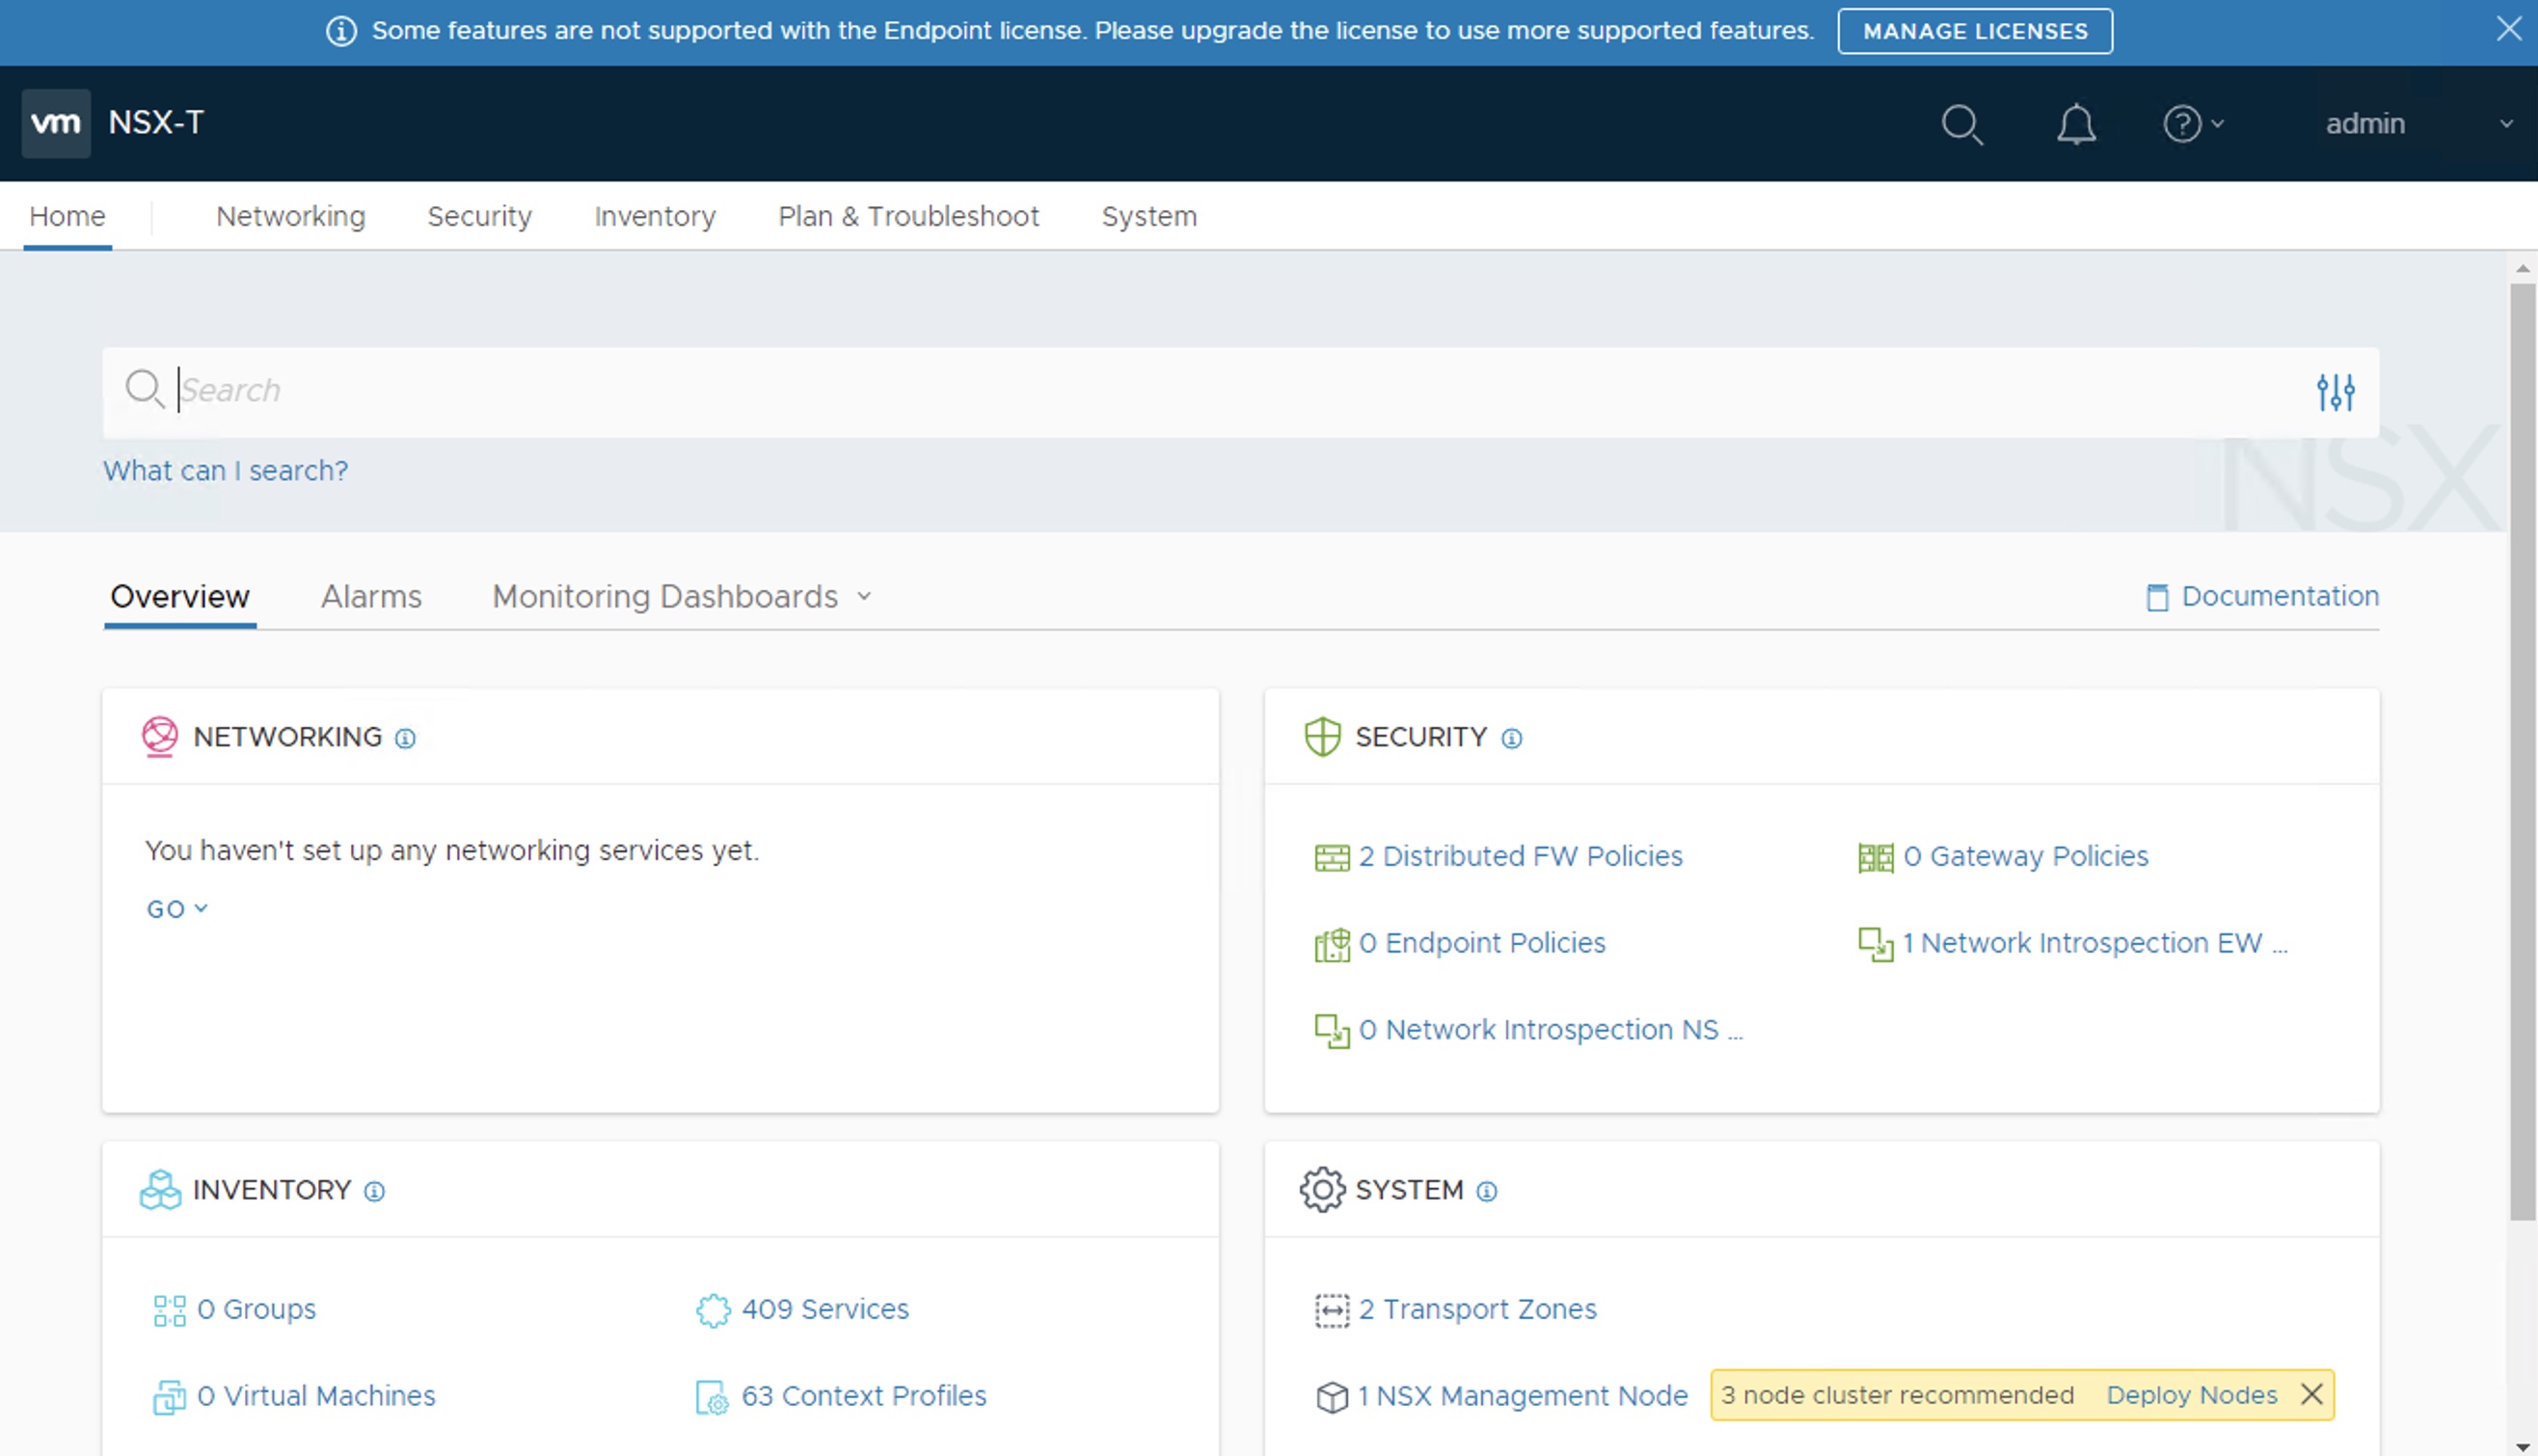 Some features are not supported with the Endpoint license. Please upgrade the license to use more supported features. MANAGE LICENSES
vm NSX-T admin
Home Networking Security Inventory Plan & Troubleshoot System
Search
What can I search?
NSX
Overview Alarms Monitoring Dashboards Documentation
NETWORKING
You haven't set up any networking services yet.
GO
SECURITY
2 Distributed FW Policies 0 Gateway Policies
0 Endpoint Policies 1 Network Introspection EW ...
0 Network Introspection NS ...
INVENTORY
0 Groups 409 Services
0 Virtual Machines 63 Context Profiles
SYSTEM
2 Transport Zones
1 NSX Management Node 3 node cluster recommended Deploy Nodes